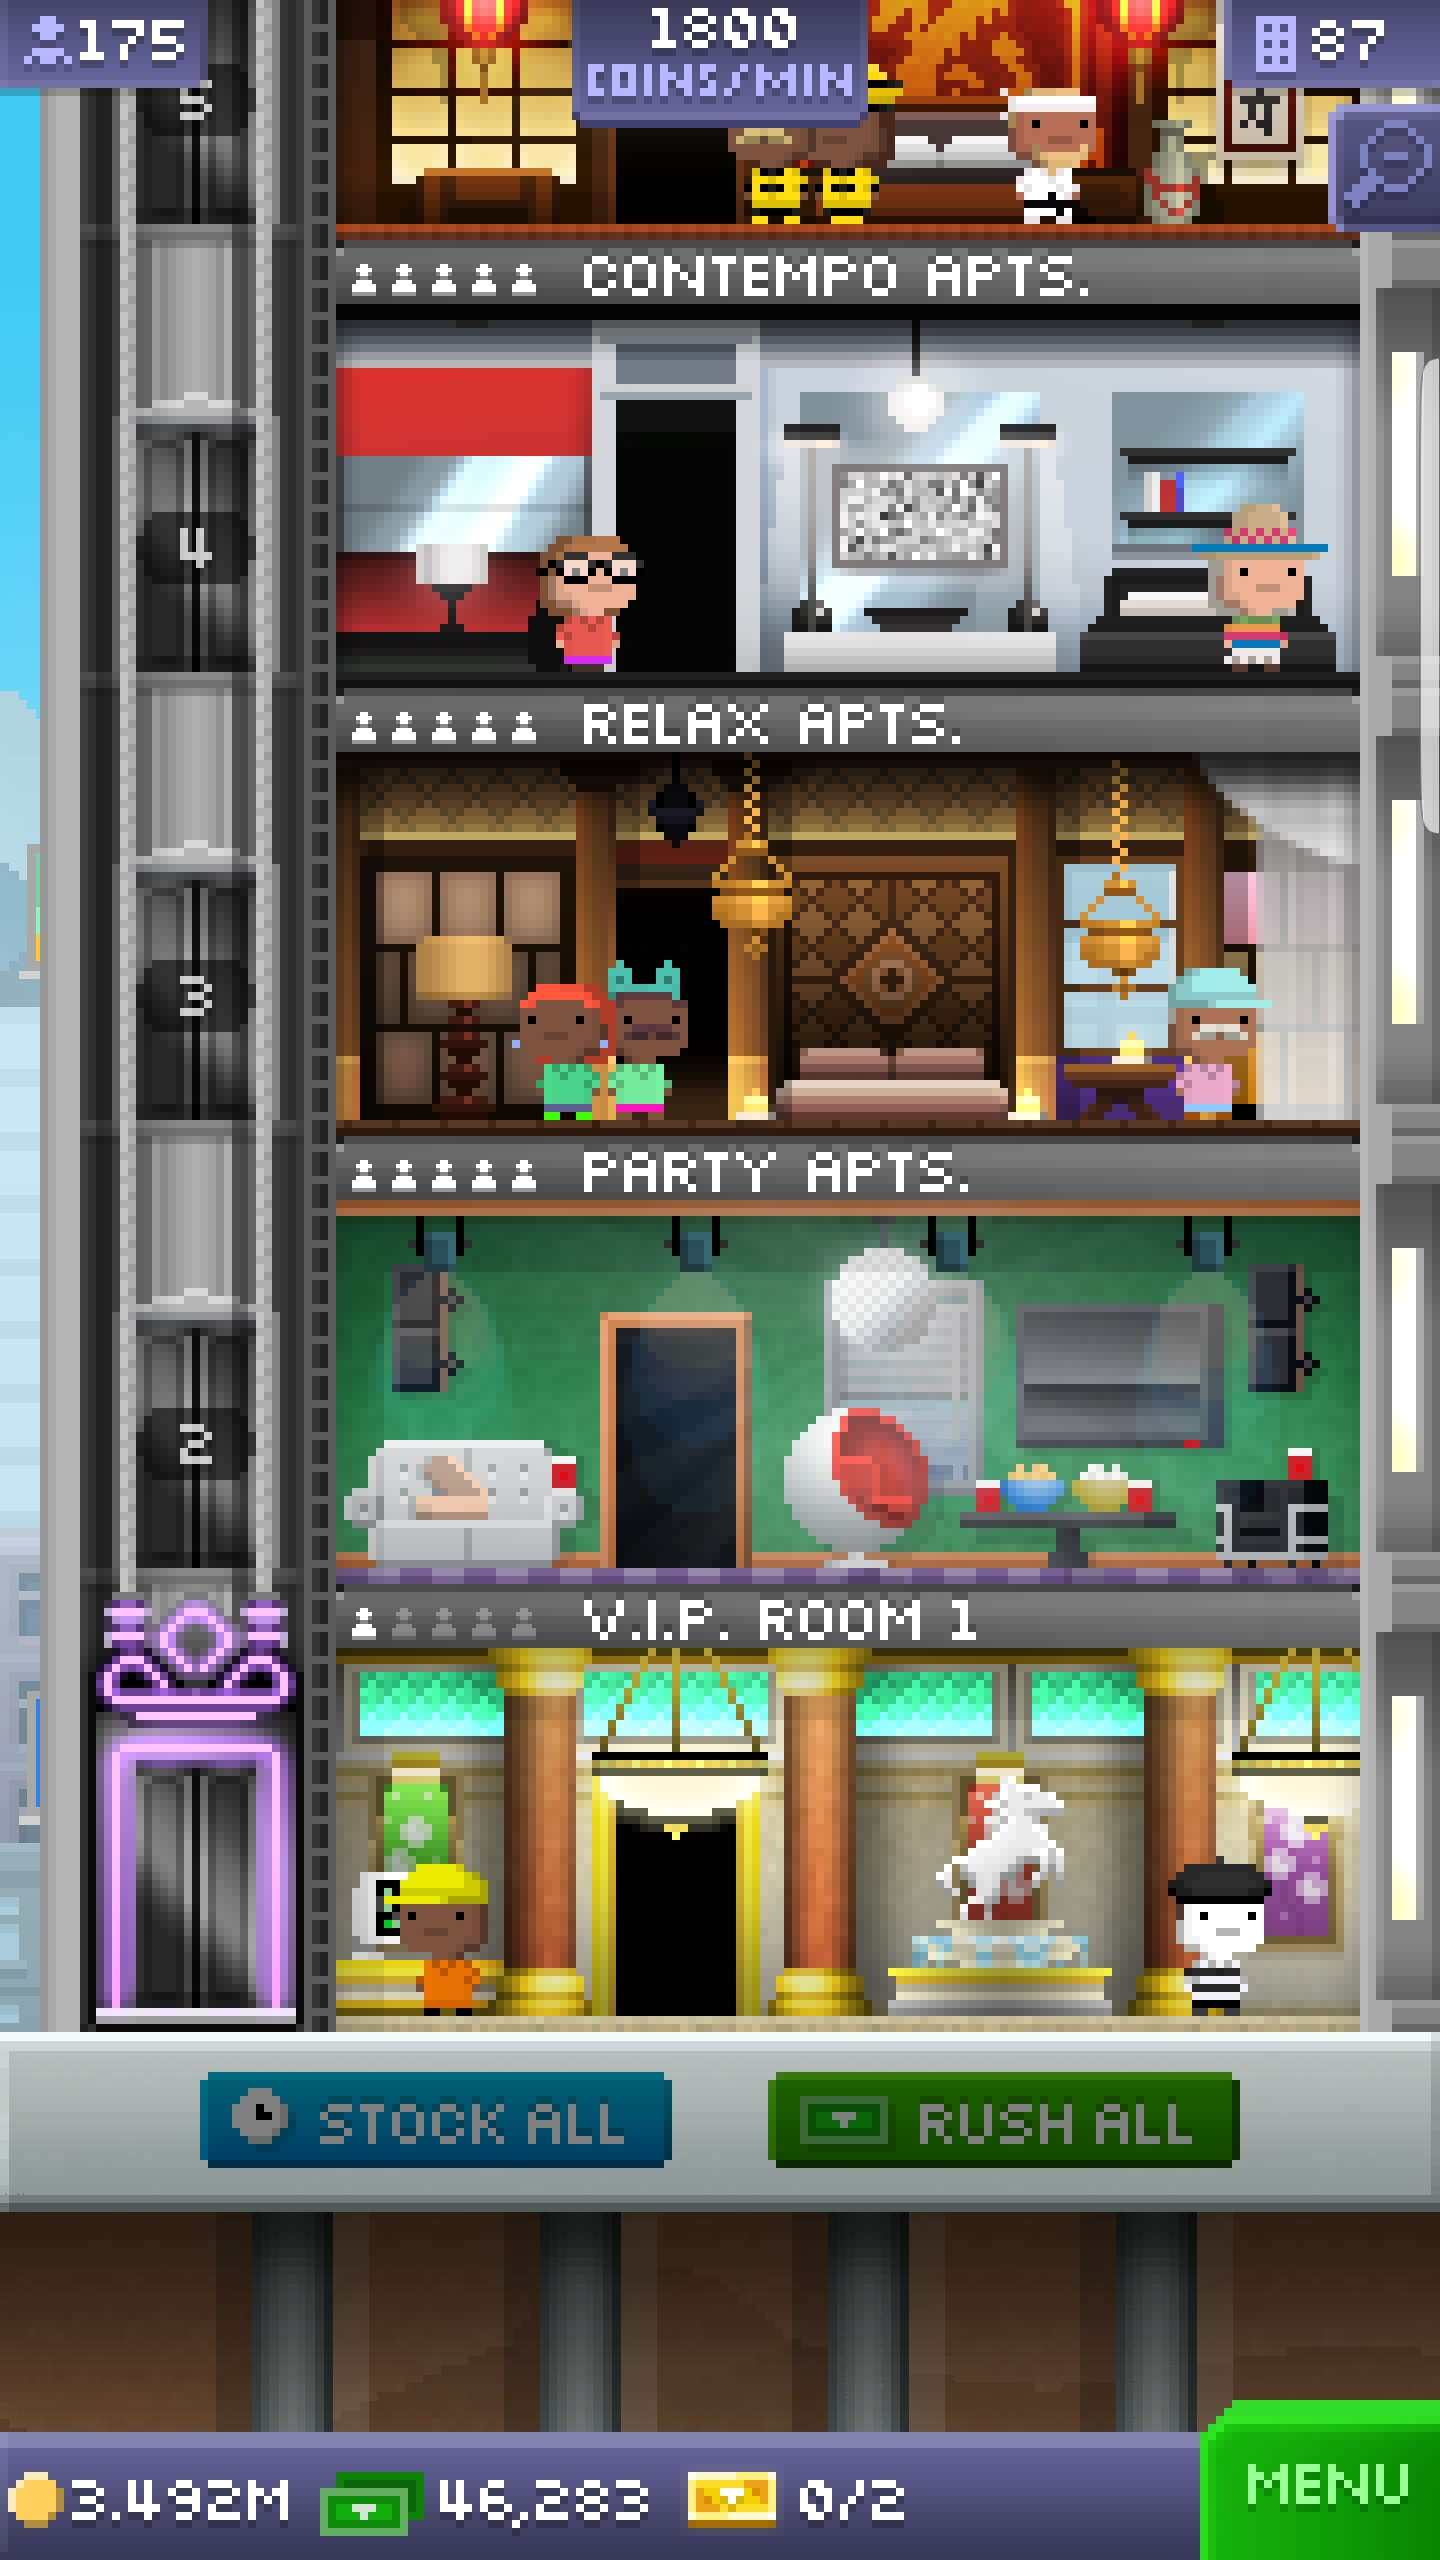 175
1800
COINS/MIN
87
5
CONTEMPO APTS.
4
RELAX APTS.
3
PARTY APTS.
2
V.I.P. ROOM 1
STOCK ALL
RUSH ALL
3.492M
46,283
0/2
MENU